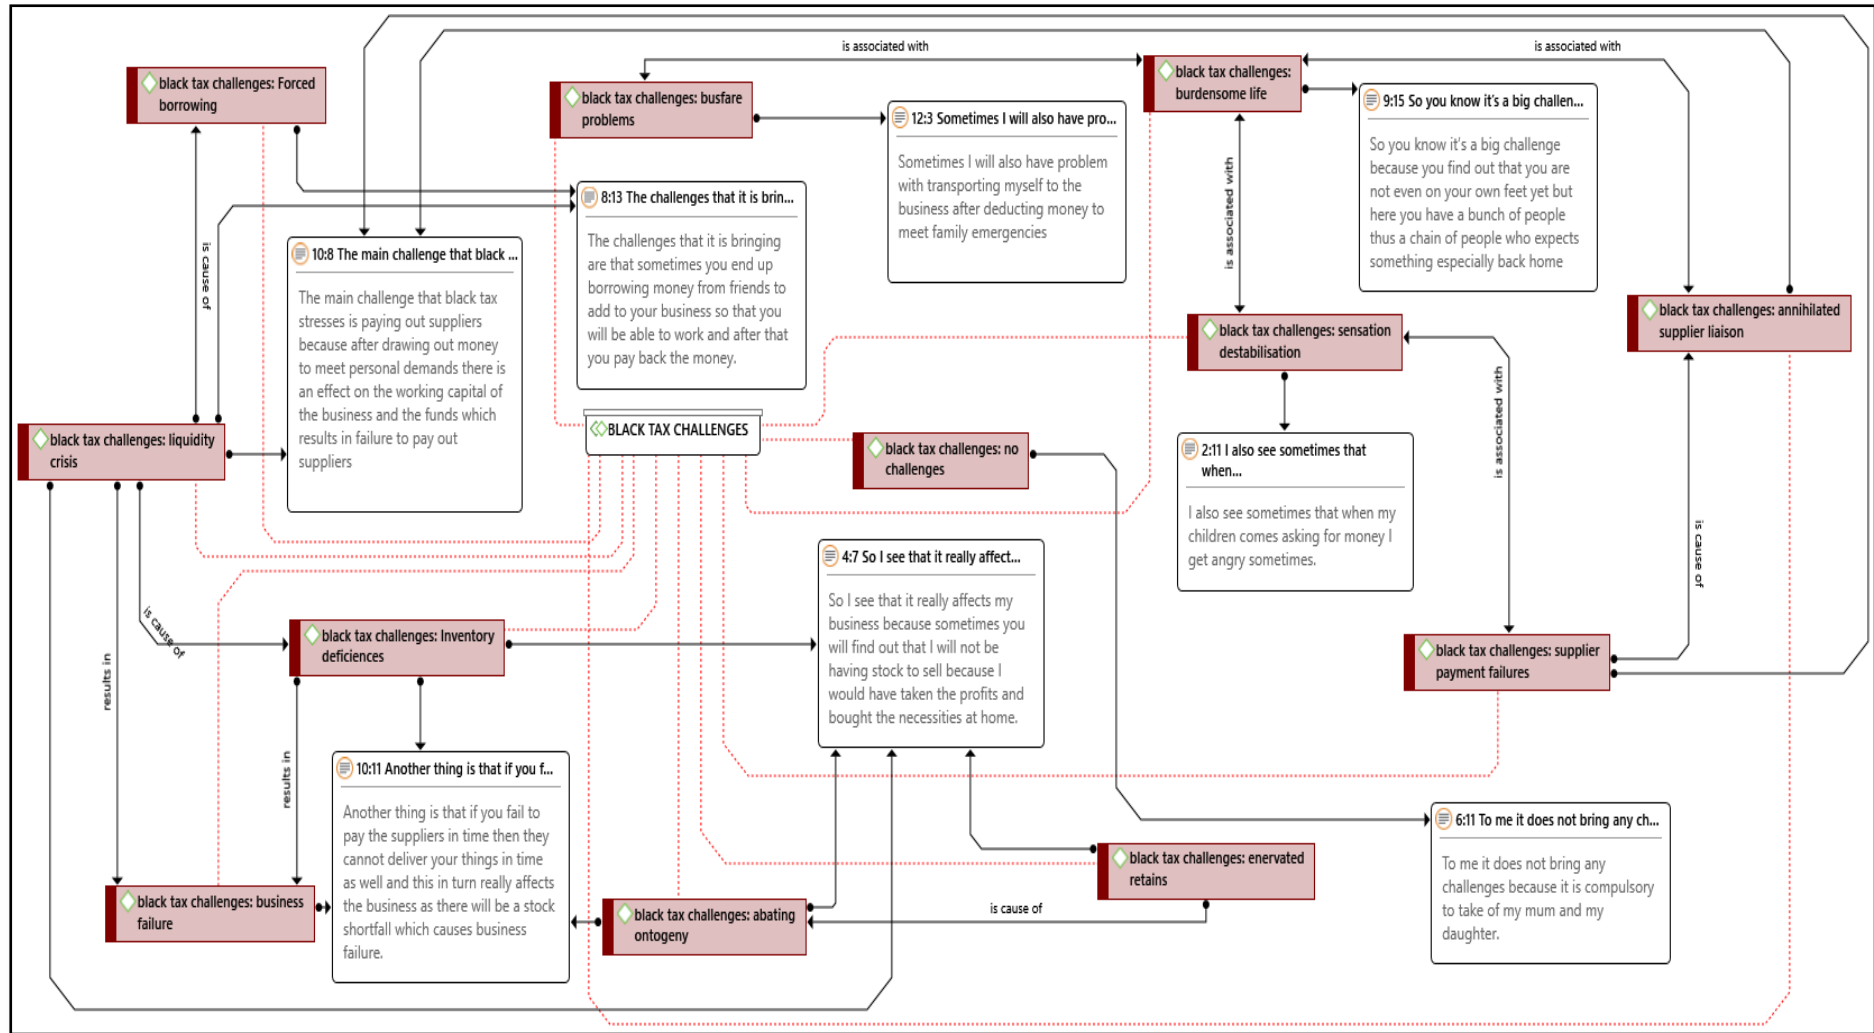 is associated with
is associated with
black tax challenges: Forced
borrowing
black tax challenges: busfare
problems
black tax challenges:
burdensome life
12:3 Sometimes I will also have pro...
Sometimes I will also have problem
with transporting myself to the
business after deducting money to
meet family emergencies
9:15 So you know it's a big challen...
So you know it's a big challenge
because you find out that you are
not even on your own feet yet but
here you have a bunch of people
thus a chain of people who expects
something especially back home
8:13 The challenges that it is brin...
The challenges that it is bringing
are that sometimes you end up
borrowing money from friends to
add to your business so that you
will be able to work and after that
you pay back the money.
is cause of
10:8 The main challenge that black ...
The main challenge that black tax
stresses is paying out suppliers
because after drawing out money
to meet personal demands there is
an effect on the working capital of
the business and the funds which
results in failure to pay out
suppliers
is associated with
black tax challenges: annihilated
supplier liaison
black tax challenges: sensation
destabilisation
is associated with
black tax challenges: liquidity
crisis
BLACK TAX CHALLENGES
black tax challenges: no
challenges
2:11 I also see sometimes that
when...
I also see sometimes that when my
children comes asking for money I
get angry sometimes.
is cause of
4:7 So I see that it really affect...
So I see that it really affects my
business because sometimes you
will find out that I will not be
having stock to sell because I
would have taken the profits and
bought the necessities at home.
is cause of
black tax challenges: Inventory
deficiences
black tax challenges: supplier
payment failures
results in
results in
10:11 Another thing is that if you f...
Another thing is that if you fail to
pay the suppliers in time then they
cannot deliver your things in time
as well and this in turn really affects
the business as there will be a stock
shortfall which causes business
failure.
6:11 To me it does not bring any ch...
To me it does not bring any
challenges because it is compulsory
to take of my mum and my
daughter.
black tax challenges: enervated
retains
black tax challenges: business
failure
black tax challenges: abating
ontogeny
is cause of